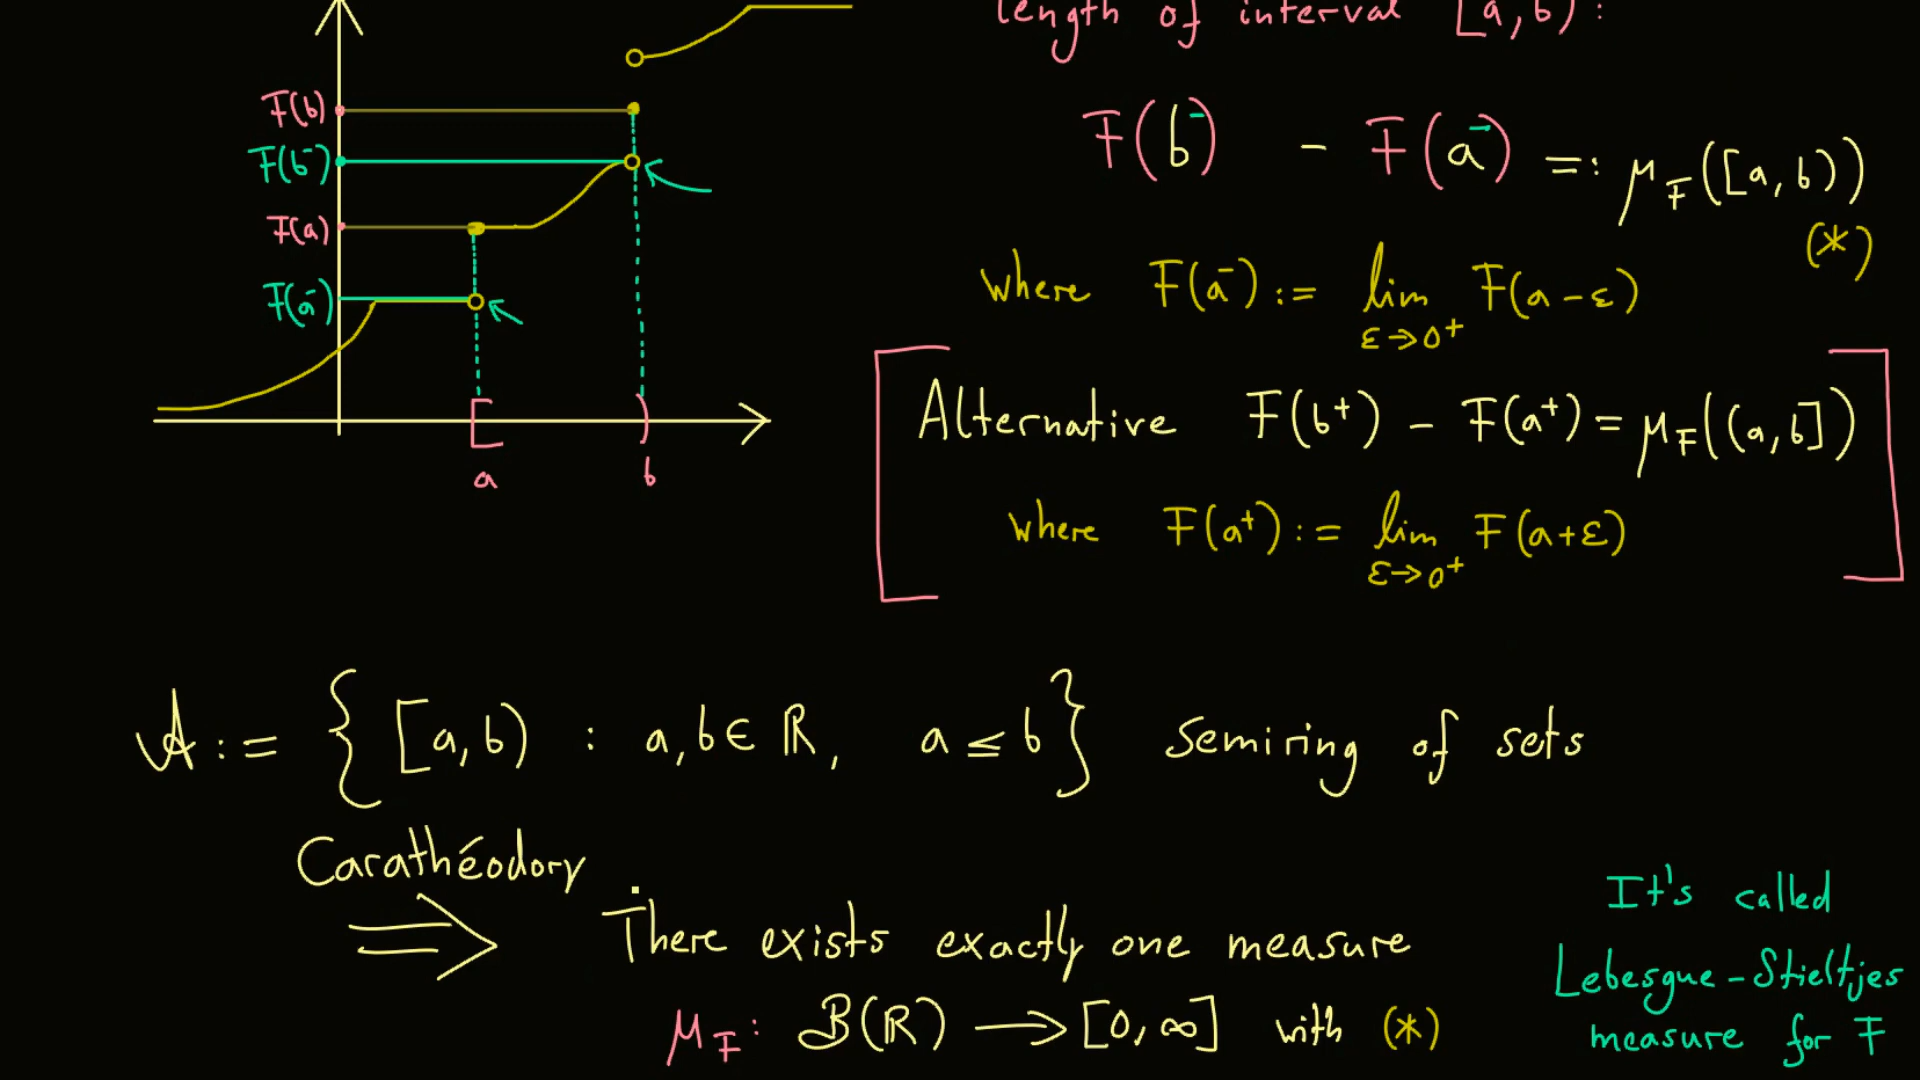 length of interval [a,b) :
F(b)
F(b⁻)
F(a)
F(a⁻)
a
b
F(b⁻) - F(a⁻) =: μ_F([a,b))
(*)
where F(a⁻) := lim_{ε→0⁺} F(a-ε)
Alternative F(b⁺) - F(a⁺) = μ_F((a,b])
where F(a⁺) := lim_{ε→0⁺} F(a+ε)
A := { [a,b) : a,b ∈ ℝ, a ≤ b } semiring of sets
Carathéodory
⟹ There exists exactly one measure
μ_F : B(ℝ) ⟶ [0,∞] with (*)
It's called
Lebesgue-Stieltjes
measure for F